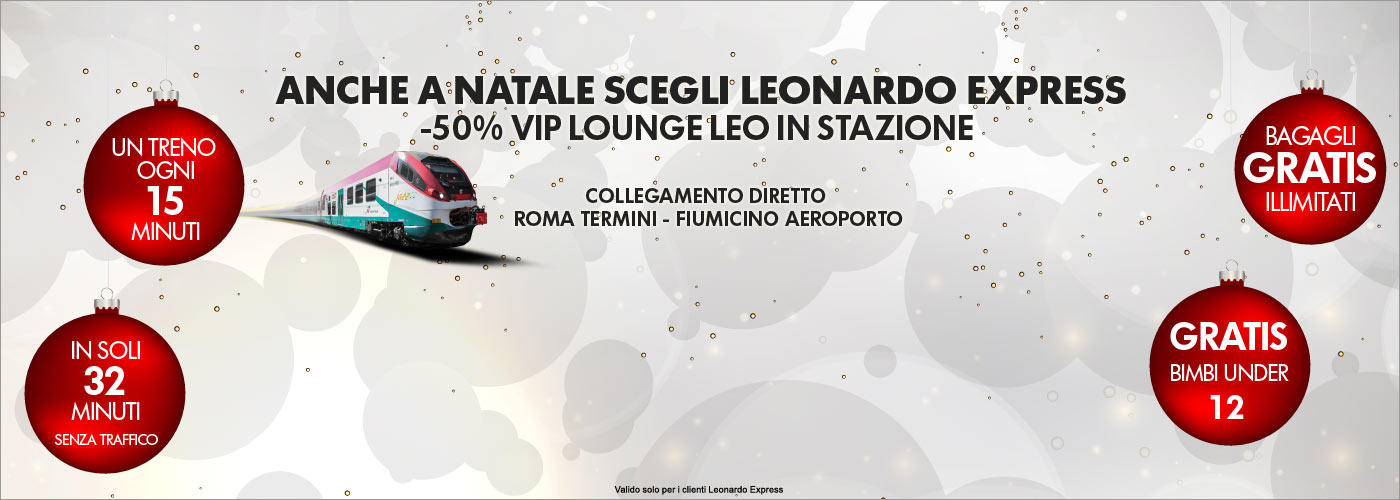 ANCHE A NATALE SCEGLI LEONARDO EXPRESS
-50% VIP LOUNGE LEO IN STAZIONE
COLLEGAMENTO DIRETTO
ROMA TERMINI - FIUMICINO AEROPORTO
UN TRENO
OGNI
15
MINUTI
IN SOLI
32
MINUTI
SENZA TRAFFICO
BAGAGLI
GRATIS
ILLIMITATI
GRATIS
BIMBI UNDER
12
Valido solo per i clienti Leonardo Express